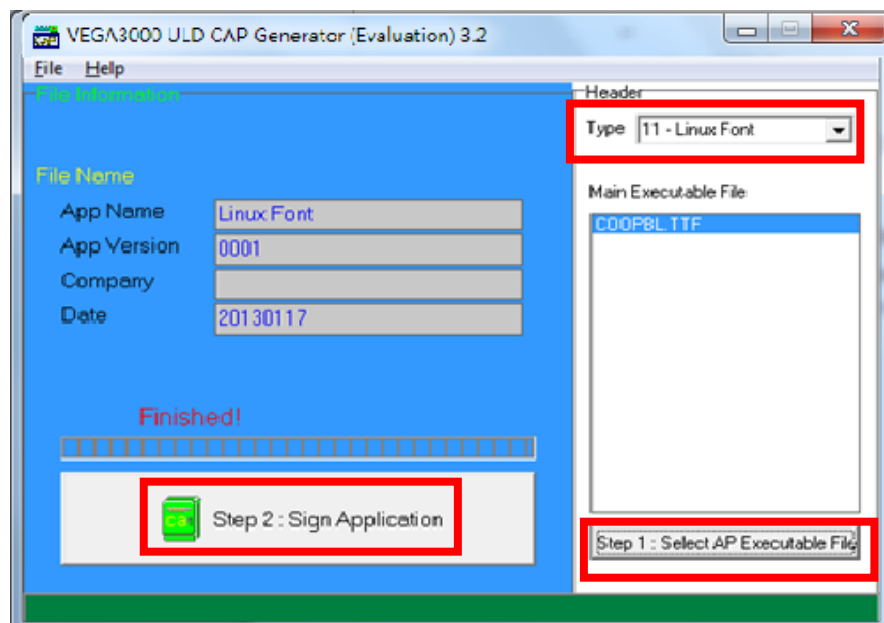 VEGA3000 ULD CAP Generator (Evaluation) 3.2
File Help
File Information
File Name
App Name Linux Font
App Version 0001
Company
Date 20130117
Finished!
Step 2 : Sign Application
Header
Type 11 - Linux Font
Main Executable File
COOPBL.TTF
Step 1 : Select AP Executable File